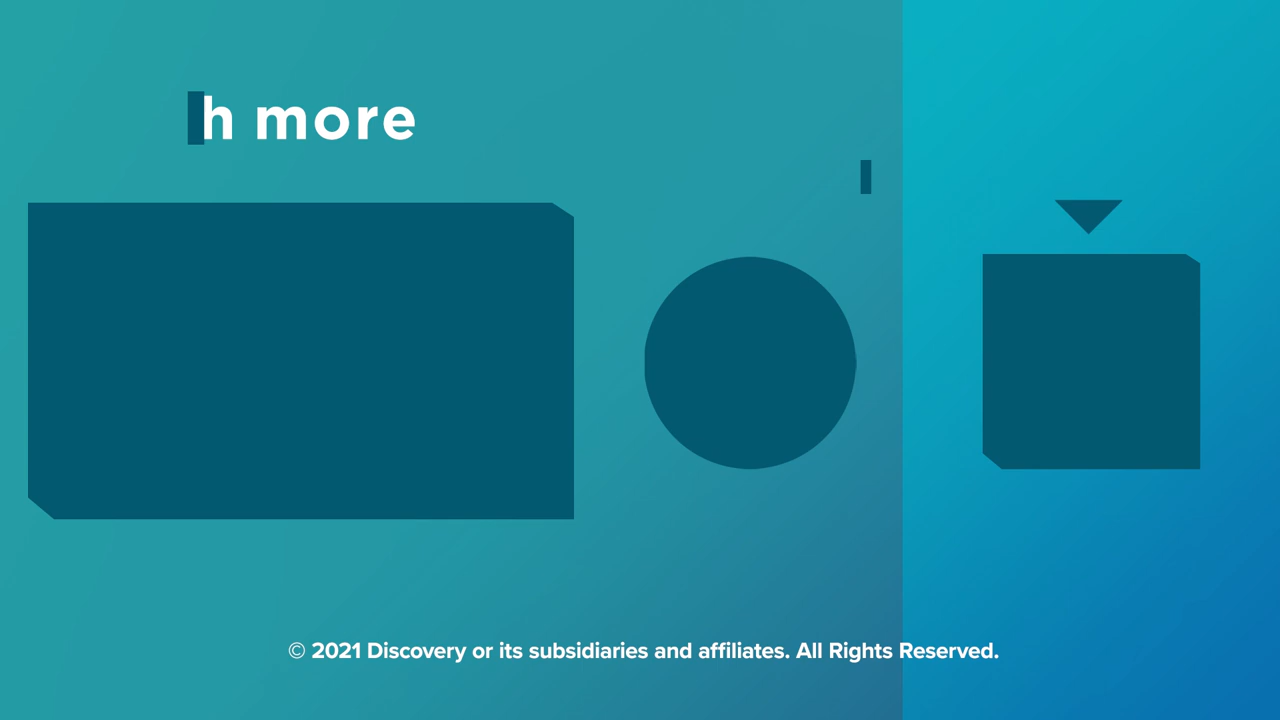 h more
© 2021 Discovery or its subsidiaries and affiliates. All Rights Reserved.